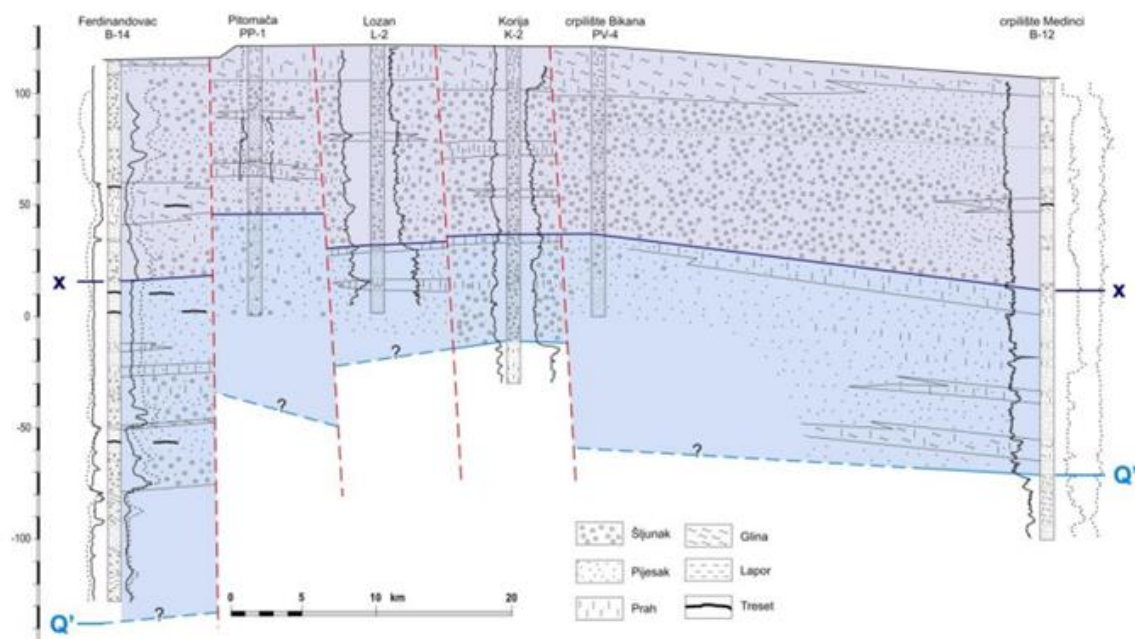 Ferdinandovac
B-14
Pitomača
PP-1
Lozan
L-2
Korija
K-2
crpilište Bikana
PV-4
crpilište Medinci
B-12
100
50
X
X
0
?
?
-50
?
?
Q'
-100
Šljunak
Glina
Pijesak
Lapor
Prah
Treset
0
5
10
km
20
?
Q'